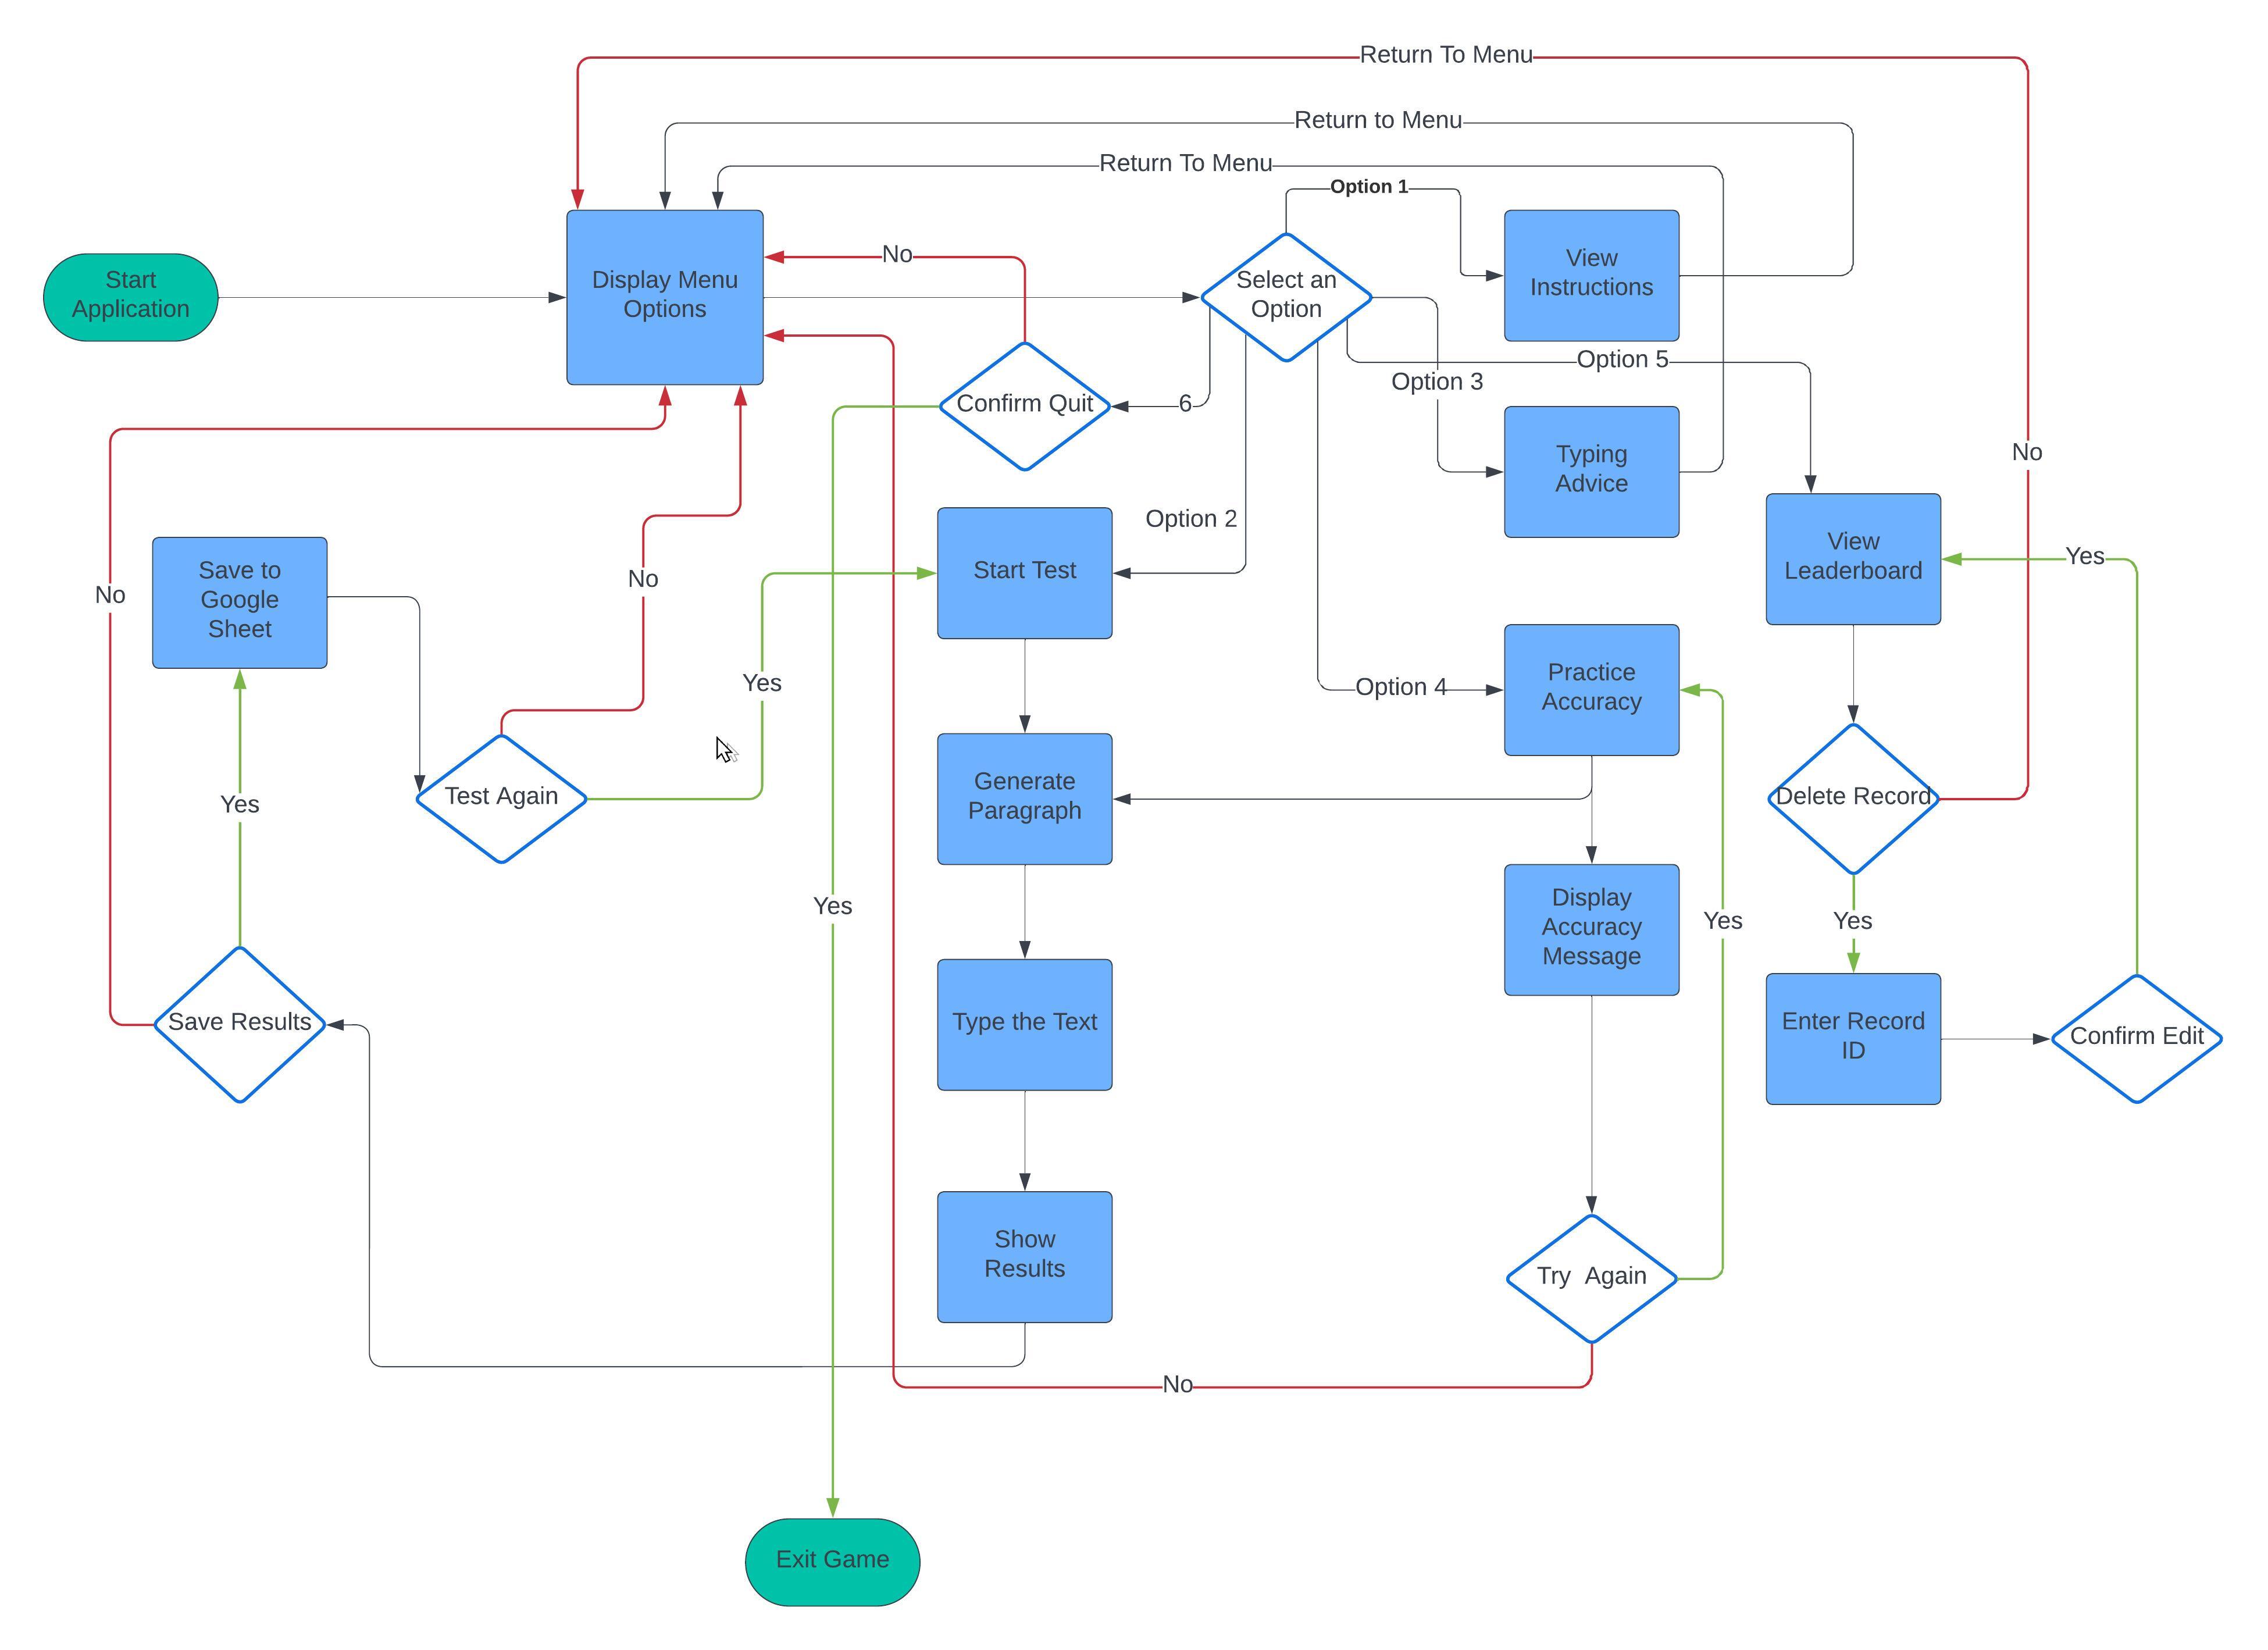 Return To Menu
Return to Menu
Return To Menu
Option 1
Start
Application
Display Menu
Options
No
Select an
Option
View
Instructions
Option 5
Option 3
Confirm Quit
6
Typing
Advice
No
Option 2
Save to
Google
Sheet
No
No
Start Test
View
Leaderboard
Yes
Yes
Option 4
Practice
Accuracy
Test Again
Generate
Paragraph
Delete Record
Yes
Yes
Display
Accuracy
Message
Yes
Yes
Save Results
Type the Text
Enter Record
ID
Confirm Edit
Show
Results
Try  Again
No
Exit Game